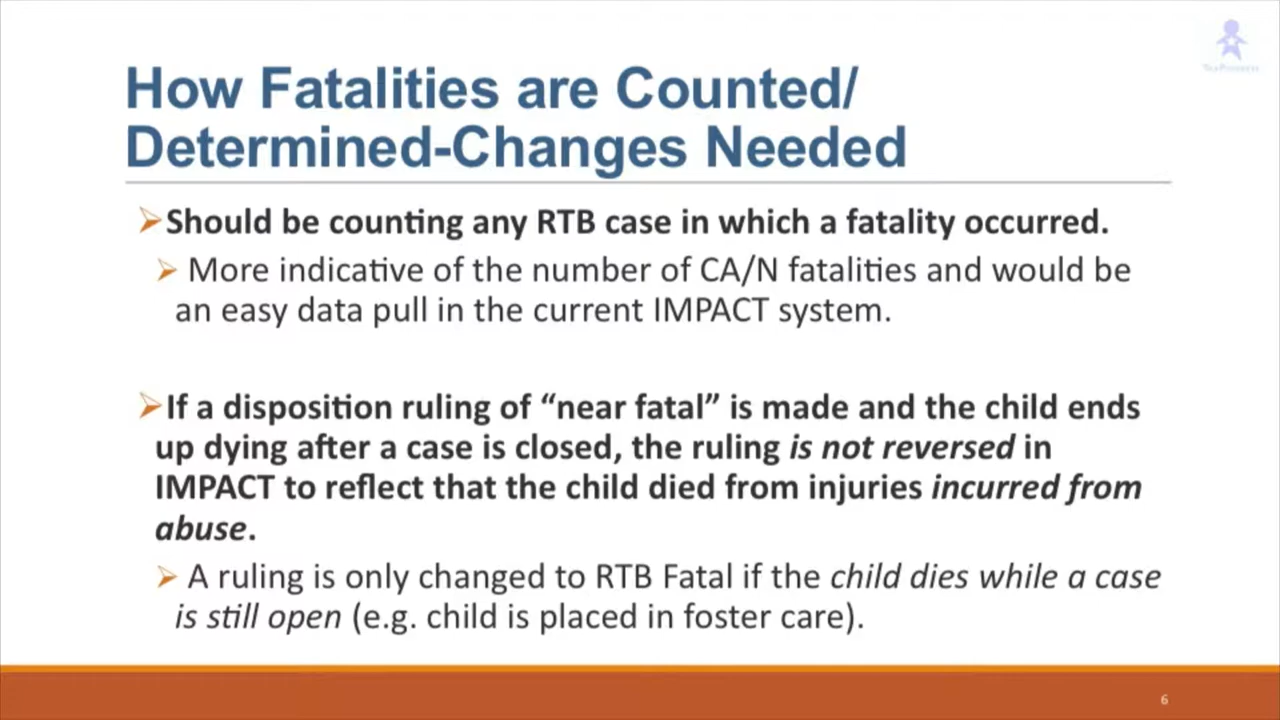 How Fatalities are Counted/
Determined-Changes Needed
Should be counting any RTB case in which a fatality occurred.
More indicative of the number of CA/N fatalities and would be
an easy data pull in the current IMPACT system.
If a disposition ruling of “near fatal” is made and the child ends
up dying after a case is closed, the ruling is not reversed in
IMPACT to reflect that the child died from injuries incurred from
abuse.
A ruling is only changed to RTB Fatal if the child dies while a case
is still open (e.g. child is placed in foster care).
6